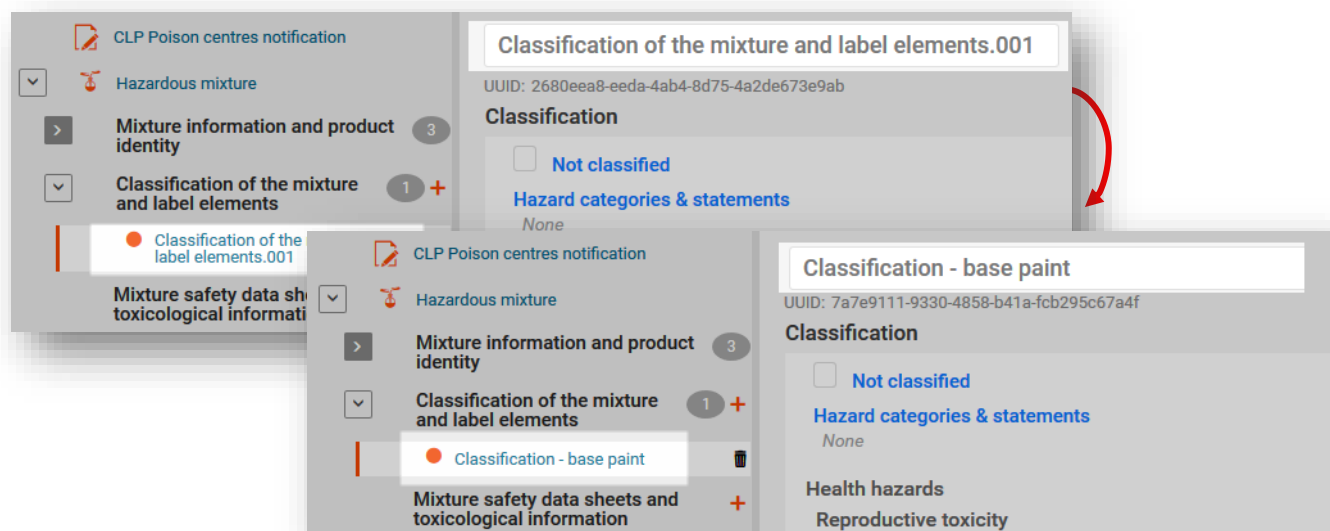 CLP Poison centres notification
Hazardous mixture
Mixture information and product
identity
3
Classification of the mixture
and label elements
1
+
Classification of the
label elements.001
Mixture safety data
toxicological
Classification of the mixture and label elements.001
UUID: 2680eea8-eeda-4ab4-8d75-4a2de673e9ab
Classification
Not classified
Hazard categories & statements
None
CLP Poison centres notification
Hazardous mixture
Mixture information and product
identity
3
Classification of the mixture
and label elements
1
+
Classification - base paint
Mixture safety data sheets and
toxicological information
+
Classification - base paint
UUID: 7a7e9111-9330-4858-b41a-fcb295c67a4f
Classification
Not classified
Hazard categories & statements
None
Health hazards
Reproductive toxicity